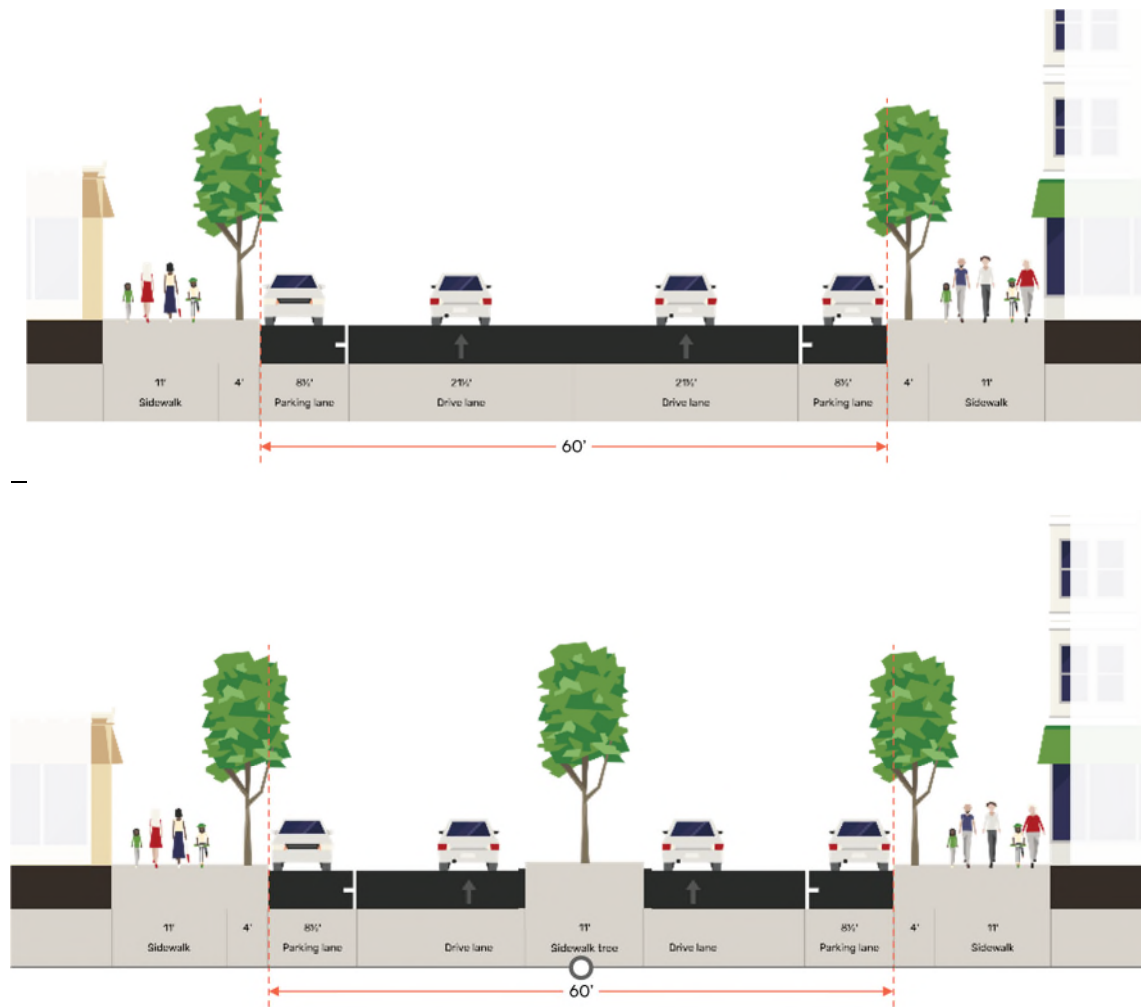 11' 4' 8½' 21½' 21½' 8½' 4' 11'
Sidewalk Parking lane Drive lane Drive lane Parking lane Sidewalk
60'
11' 4' 8½' 11' 8½' 4' 11'
Sidewalk Parking lane Drive lane Sidewalk tree Drive lane Parking lane Sidewalk
60'